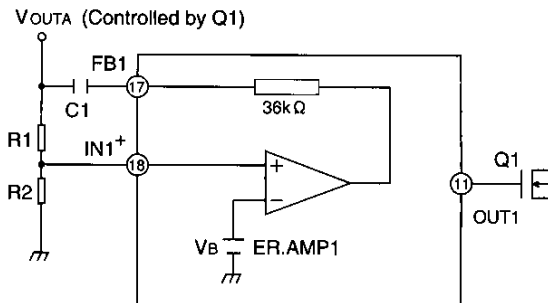 VOUTA (Controlled by Q1)
FB1
17
C1
36kΩ
R1
IN1+
18
+
Q1
R2
−
11
OUT1
VB
ER.AMP1